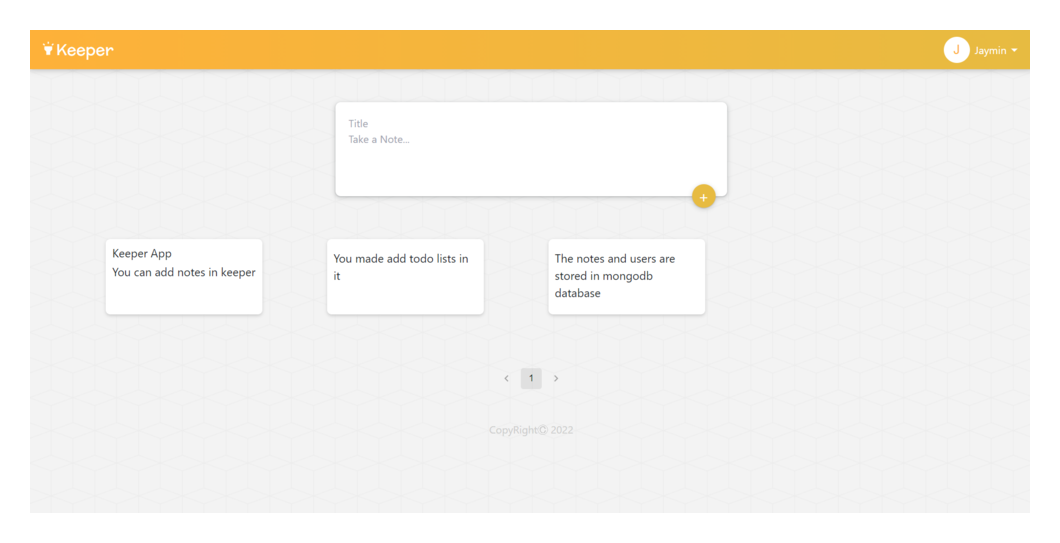 Keeper
J Jaymin
Title
Take a Note...
+
Keeper App
You can add notes in keeper
You made add todo lists in
it
The notes and users are
stored in mongodb
database
< 1 >
CopyRight© 2022